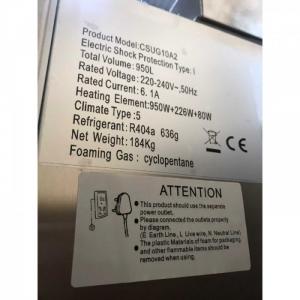 Product Model:CSUG10A2
Electric Shock Protection Type: I
Total Volume: 950L
Rated Voltage: 220-240V~,50Hz
Rated Current: 6. 1A
Heating Element:950W+226W+80W
Climate Type :5
Refrigerant: R404a 636g
Net Weight: 184Kg
Foaming Gas : cyclopentane
CE
ATTENTION
This product should use the separate
power outlet.
Please connected the outlets properly
by diagram.
(E. Earth Line, L. Live wire, N. Neutral Line)
The plastic Materials of foam for packaging
and other flammable items should be
removed when using.